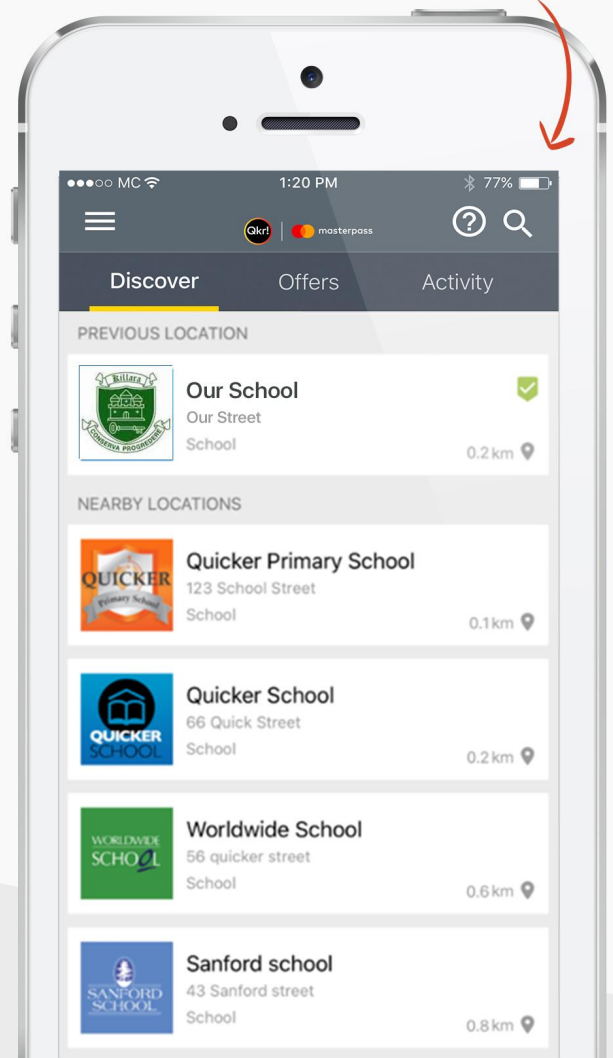 MC
1:20 PM
77%
Qkr!
masterpass
Discover
Offers
Activity
PREVIOUS LOCATION
Killara
CONSERVA PROGREDERE
Our School
Our Street
School
0.2 km
NEARBY LOCATIONS
QUICKER
Primary School
Quicker Primary School
123 School Street
School
0.1 km
QUICKER
SCHOOL
Quicker School
66 Quick Street
School
0.2 km
WORLDWIDE
SCHOOL
Worldwide School
56 quicker street
School
0.6 km
SANFORD
SCHOOL
Sanford school
43 Sanford street
School
0.8 km